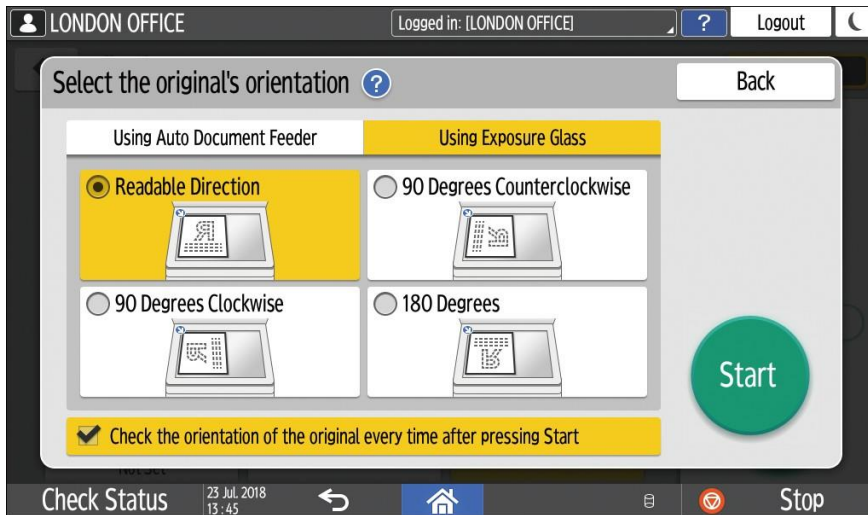 LONDON OFFICE
Logged in: [LONDON OFFICE]
?
Logout
Select the original's orientation ?
Back
Using Auto Document Feeder
Using Exposure Glass
Readable Direction
90 Degrees Counterclockwise
90 Degrees Clockwise
180 Degrees
Start
Check the orientation of the original every time after pressing Start
Not Set
Check Status
23 Jul. 2018
13:45
Stop